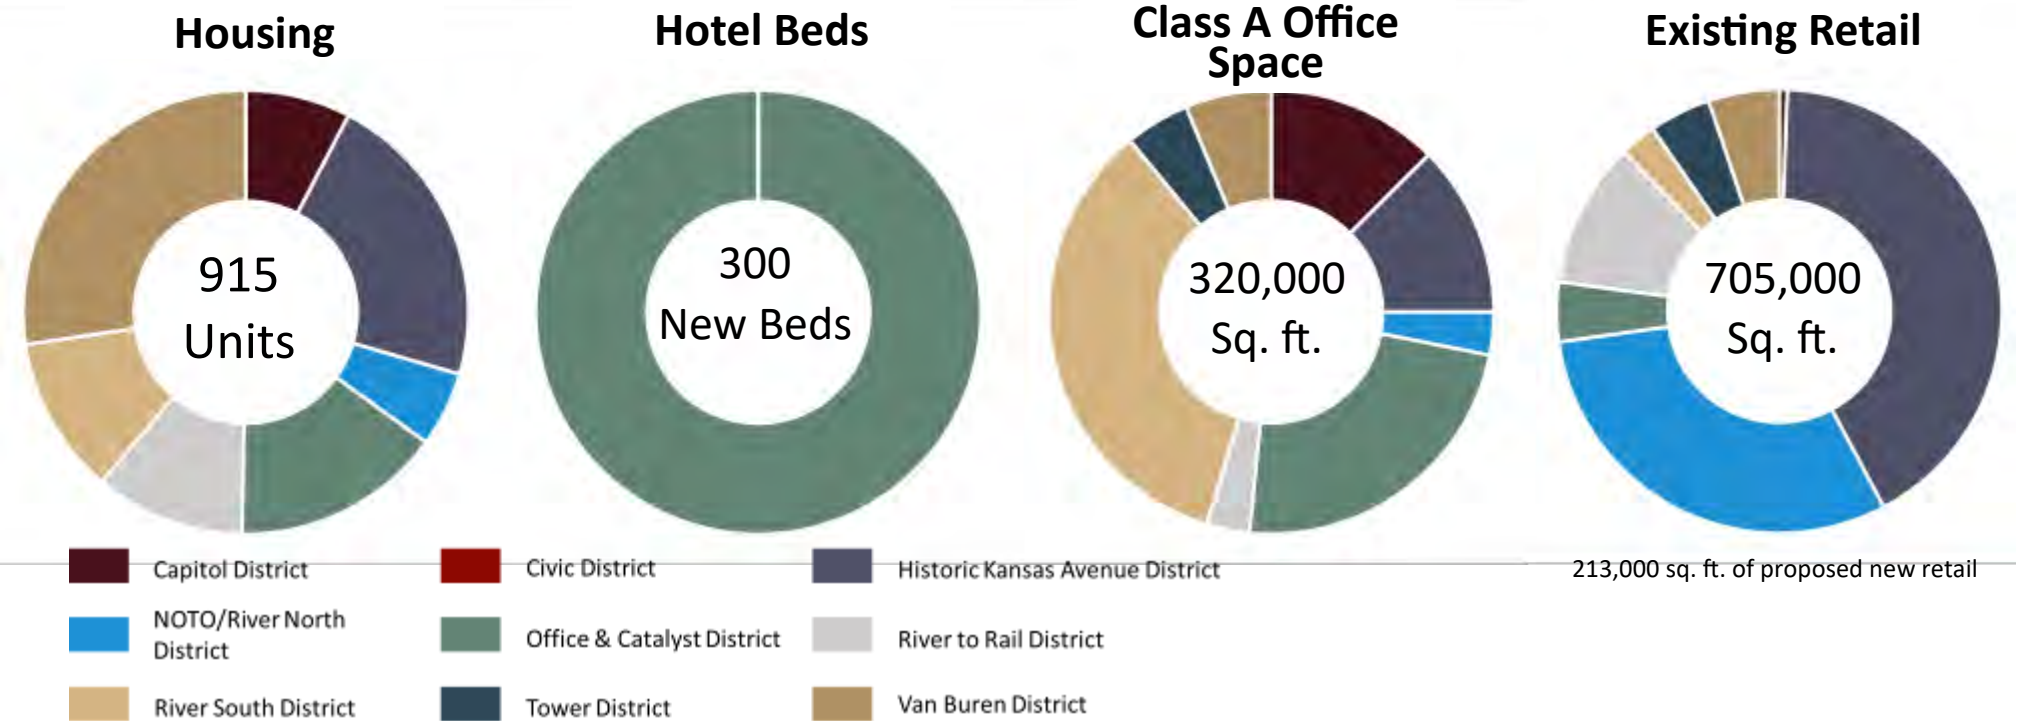 Housing
Hotel Beds
Class A Office
Space
Existing Retail
915
Units
300
New Beds
320,000
Sq. ft.
705,000
Sq. ft.
Capitol District
Civic District
Historic Kansas Avenue District
213,000 sq. ft. of proposed new retail
NOTO/River North
District
Office & Catalyst District
River to Rail District
River South District
Tower District
Van Buren District